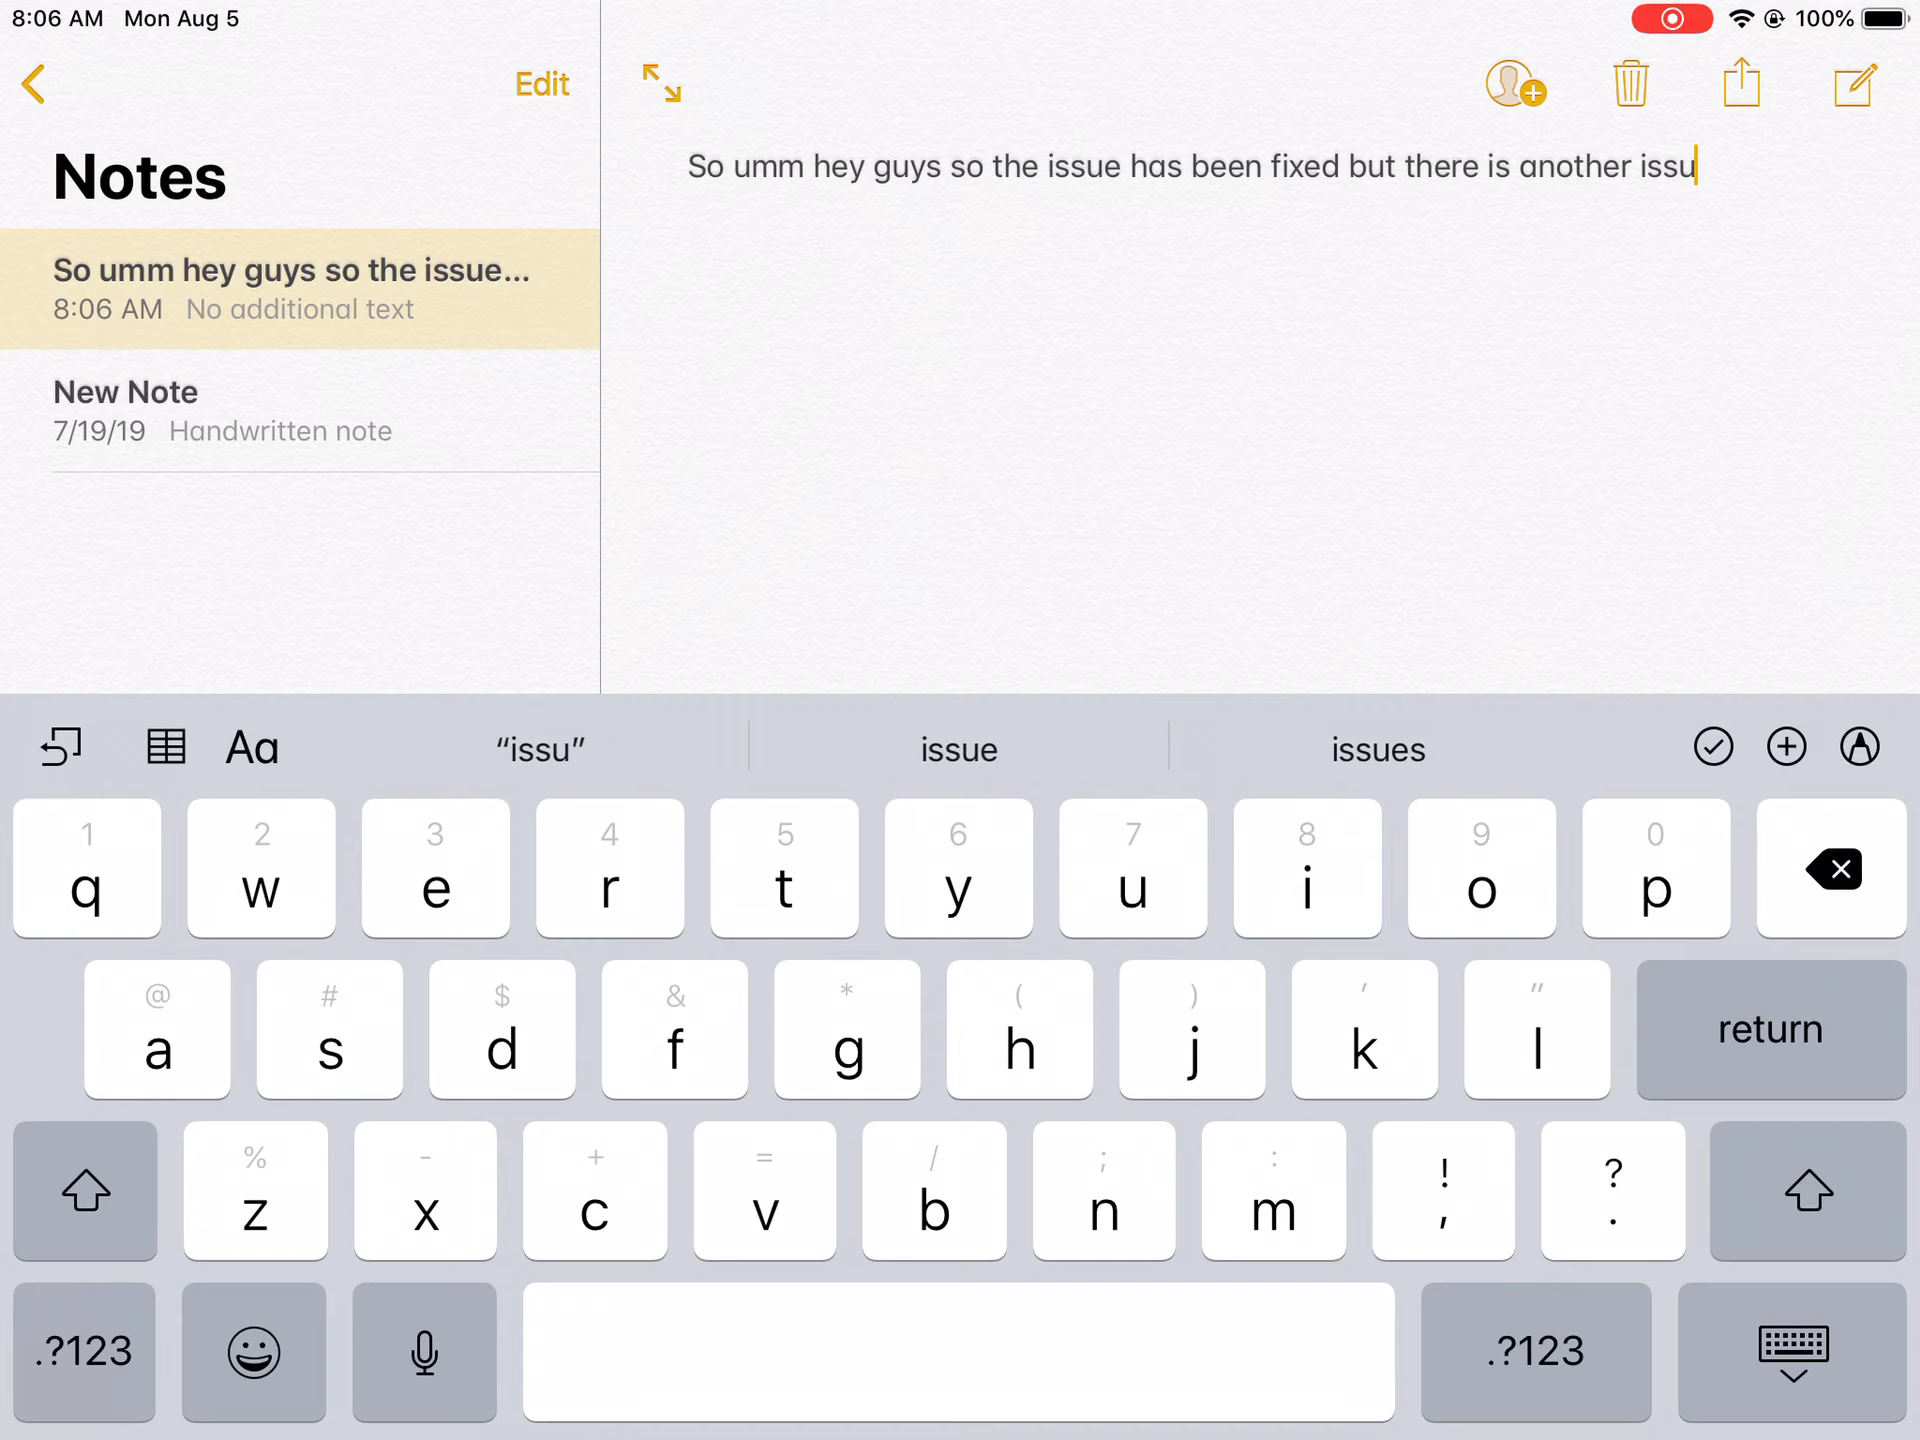 8:06 AM Mon Aug 5 100%
Edit
Notes
So umm hey guys so the issue...
8:06 AM No additional text
New Note
7/19/19 Handwritten note
So umm hey guys so the issue has been fixed but there is another issu
Aa “issu” issue issues
1 2 3 4 5 6 7 8 9 0
q w e r t y u i o p
@ # $ & * ( ) ' "
a s d f g h j k l return
% - + = / ; : ! ?
z x c v b n m , .
.?123 .?123